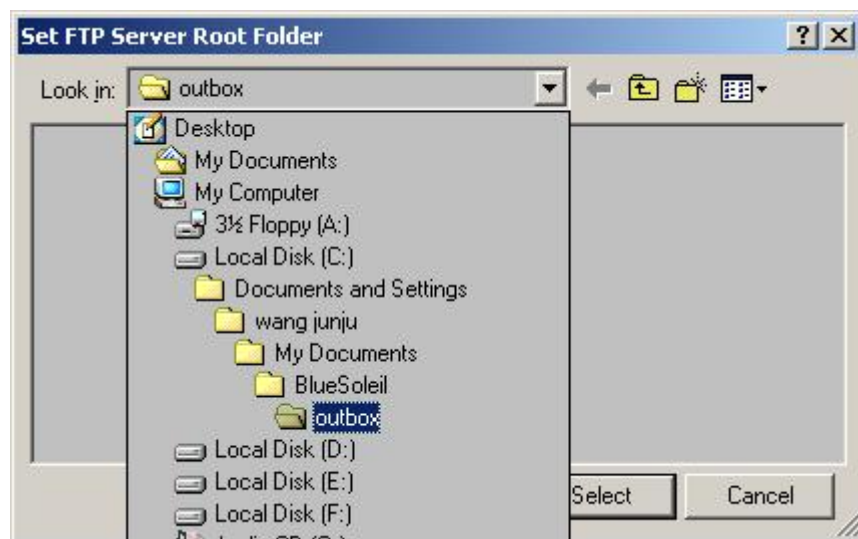 Set FTP Server Root Folder
Look in: outbox
Desktop
My Documents
My Computer
3½ Floppy (A:)
Local Disk (C:)
Documents and Settings
wang junju
My Documents
BlueSoleil
outbox
Local Disk (D:)
Local Disk (E:)
Local Disk (F:)
Select
Cancel